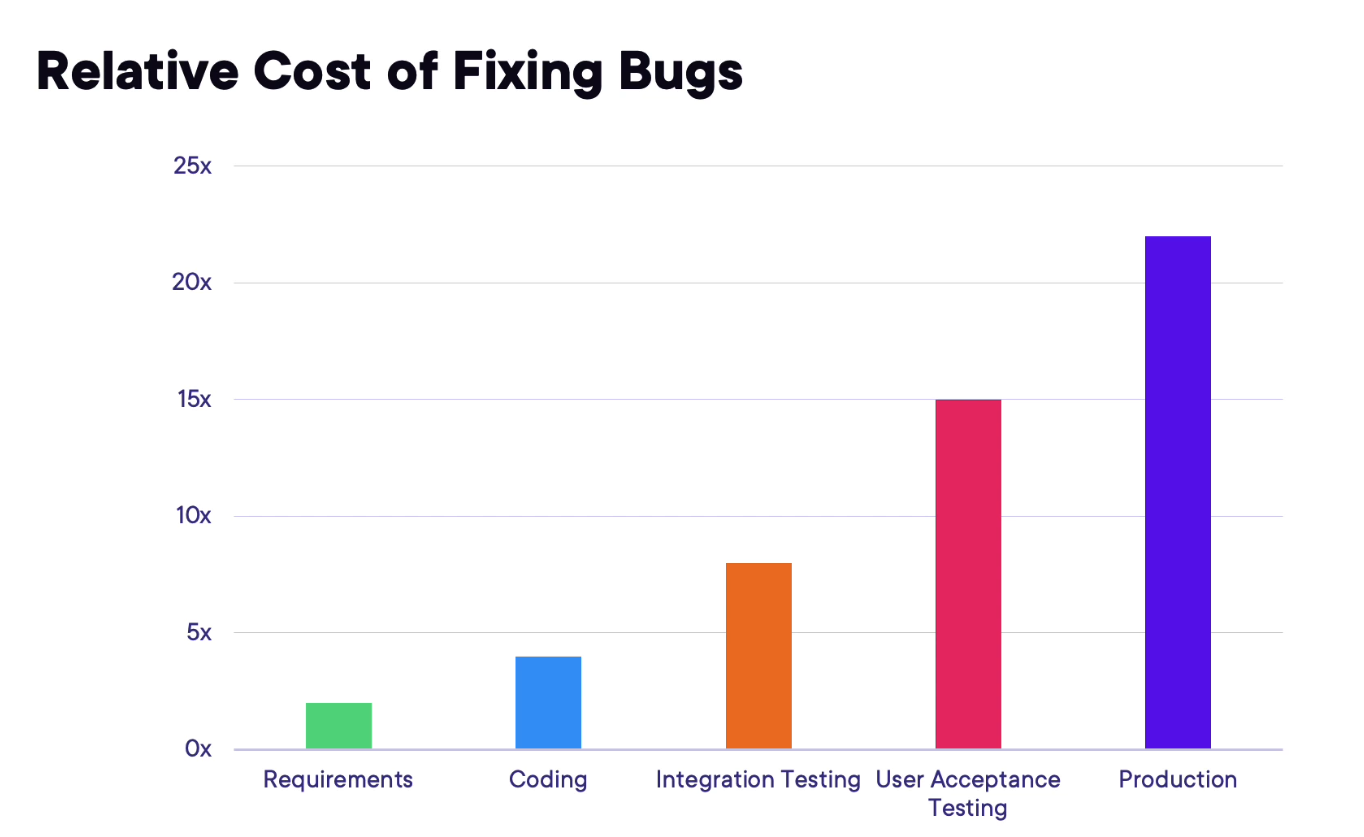 Relative Cost of Fixing Bugs
25x
20x
15x
10x
5x
0x
Requirements
Coding
Integration Testing
User Acceptance
Testing
Production